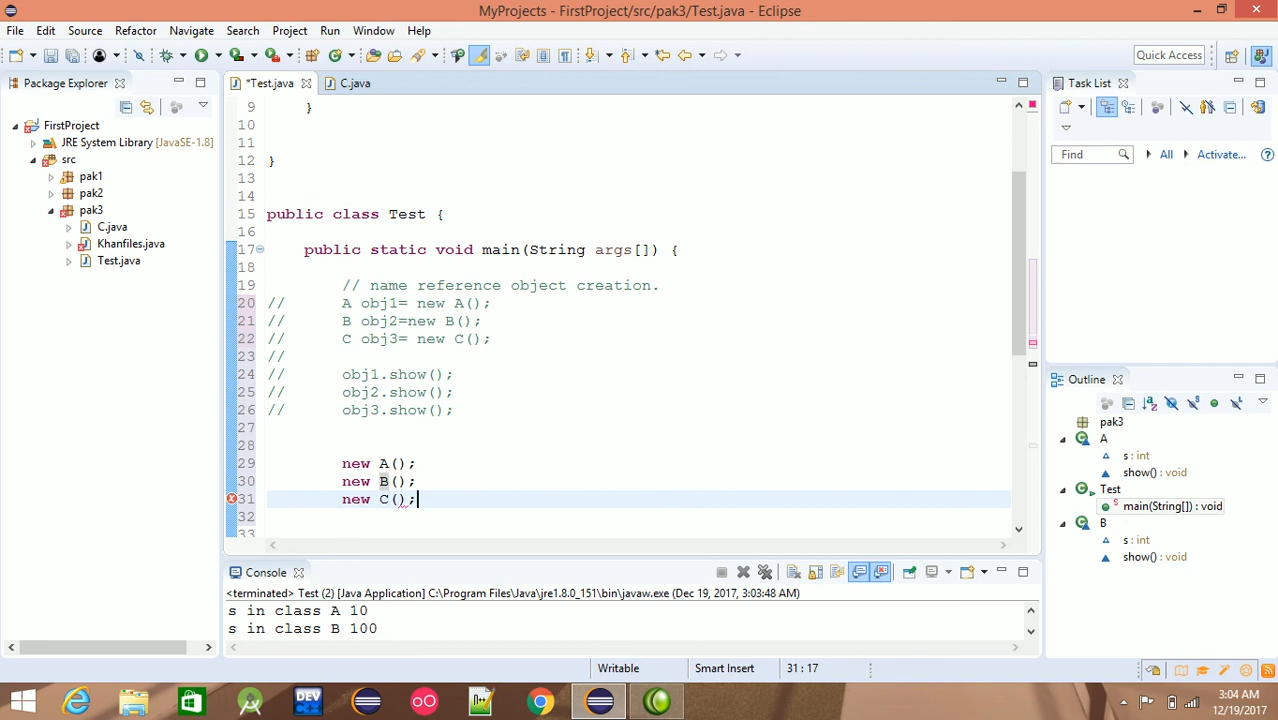 MyProjects - FirstProject/src/pak3/Test.java - Eclipse
File Edit Source Refactor Navigate Search Project Run Window Help
Quick Access
Package Explorer
*Test.java
C.java
Task List
FirstProject
JRE System Library [JavaSE-1.8]
src
pak1
pak2
pak3
C.java
Khanfiles.java
Test.java
9 }
10
11
12 }
13
14
15 public class Test {
16
17 public static void main(String args[]) {
18
19 // name reference object creation.
20 // A obj1= new A();
21 // B obj2=new B();
22 // C obj3= new C();
23 //
24 // obj1.show();
25 // obj2.show();
26 // obj3.show();
27
28
29 new A();
30 new B();
31 new C();
32
33
Find All Activate...
Outline
pak3
A
s : int
show() : void
Test
main(String[]) : void
B
s : int
show() : void
Console
<terminated> Test (2) [Java Application] C:\Program Files\Java\jre1.8.0_151\bin\javaw.exe (Dec 19, 2017, 3:03:48 AM)
s in class A 10
s in class B 100
Writable Smart Insert 31 : 17
DEV
3:04 AM
12/19/2017